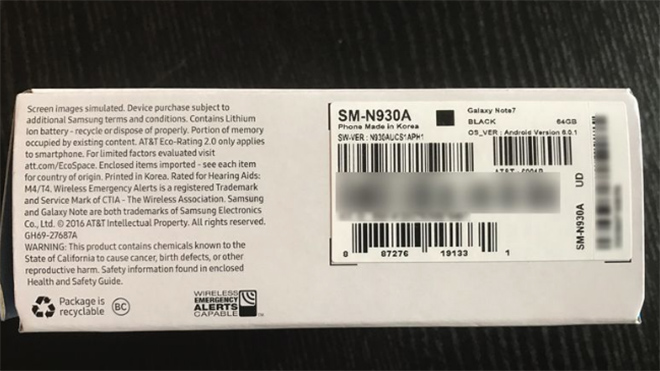 Screen images simulated. Device purchase subject to
additional Samsung terms and conditions. Contains Lithium
Ion battery - recycle or dispose of properly. Portion of memory
occupied by existing content. AT&T Eco-Rating 2.0 only applies
to smartphone. For limited factors evaluated visit
att.com/EcoSpace. Enclosed items imported - see each item
for country of origin. Printed in Korea. Rated for Hearing Aids:
M4/T4. Wireless Emergency Alerts is a registered Trademark
and Service Mark of CTIA - The Wireless Association. Samsung
and Galaxy Note are both trademarks of Samsung Electronics
Co., Ltd. © 2016 AT&T Intellectual Property. All rights reserved.
GH69-27687A
WARNING: This product contains chemicals known to the
State of California to cause cancer, birth defects, or other
reproductive harm. Safety information found in enclosed
Health and Safety Guide.
Package is
recyclable
BC
WIRELESS
EMERGENCY
ALERTS
CAPABLE
SM-N930A
Phone Made in Korea
SW-VER : N930AUCS1APH1
Galaxy Note7
BLACK 64GB
OS_VER : Android Version 6.0.1
0 87276 19133 1
SM-N930A UD